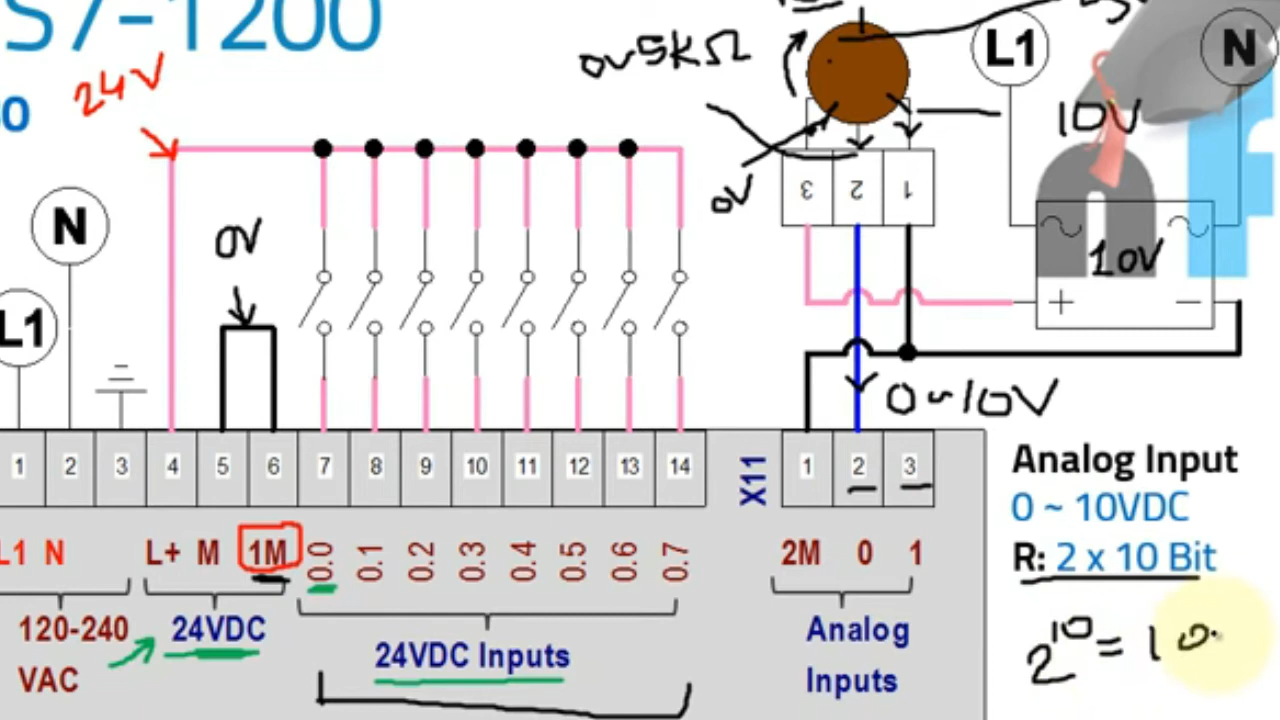 S7-1200
24V
0~5KΩ
L1
N
10V
0V
N
0V
3 2 1
10V
+ −
L1
0~10V
1 2 3 4 5 6 7 8 9 10 11 12 13 14
X11
1 2 3
Analog Input
0 ~ 10VDC
R: 2 x 10 Bit
L1 N L+ M 1M 0.0 0.1 0.2 0.3 0.4 0.5 0.6 0.7
2M 0 1
120-240
VAC
24VDC
24VDC Inputs
Analog
Inputs
2^10 = 10